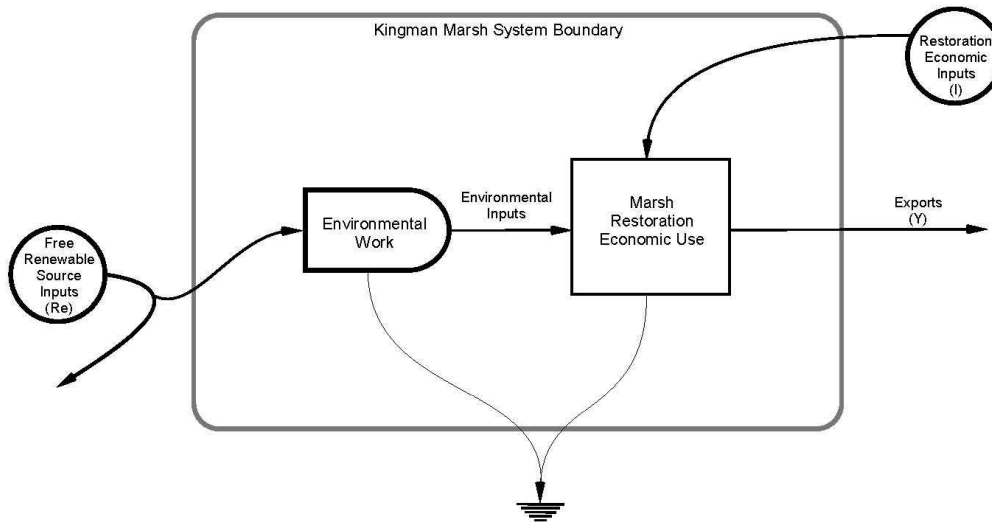 Kingman Marsh System Boundary
Restoration
Economic
Inputs
(I)
Environmental
Inputs
Marsh
Restoration
Economic Use
Exports
(Y)
Environmental
Work
Free
Renewable
Source
Inputs
(Re)